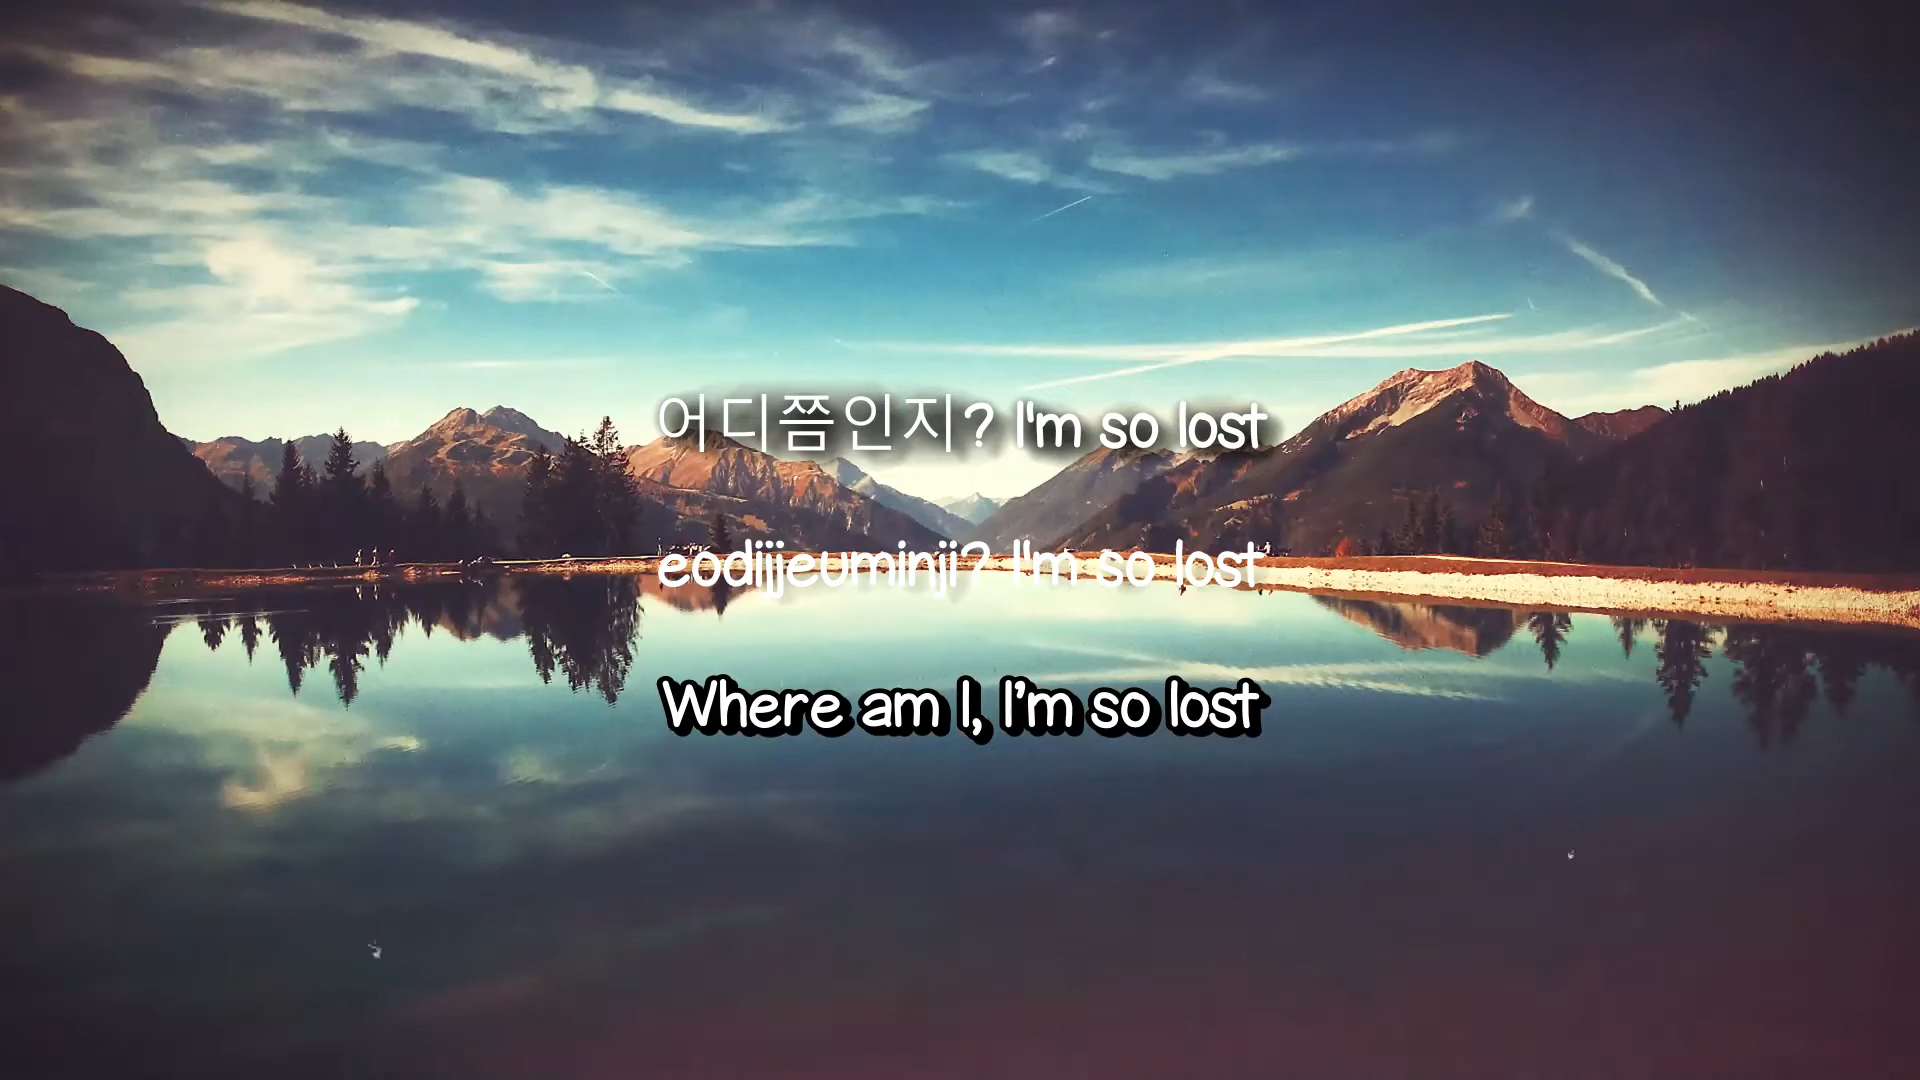 어디쯤인지? I'm so lost
eodijjeuminji? I'm so lost
Where am I, I’m so lost